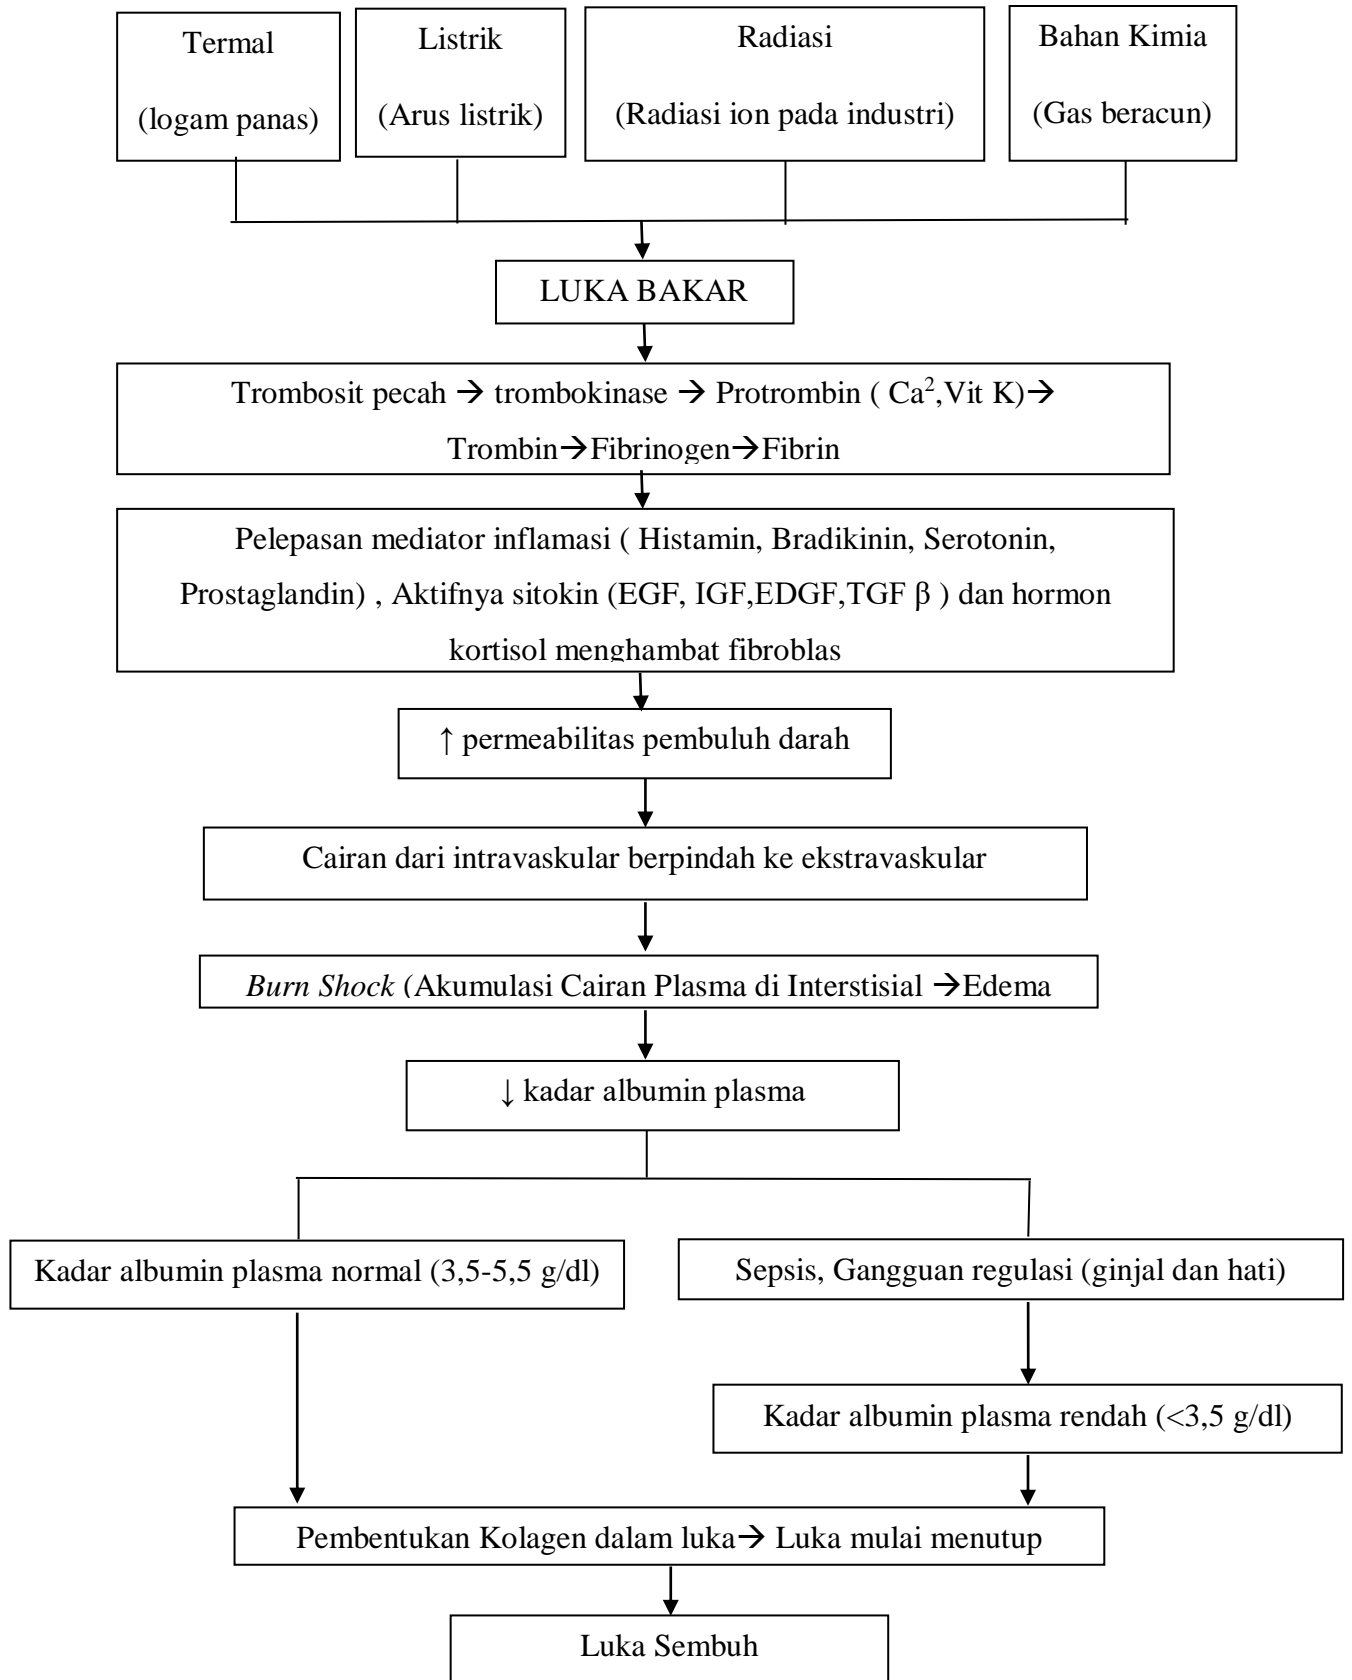 Termal
(logam panas)
Listrik
(Arus listrik)
Radiasi
(Radiasi ion pada industri)
Bahan Kimia
(Gas beracun)
LUKA BAKAR
Trombosit pecah → trombokinase → Protrombin ( Ca²,Vit K)→
Trombin→Fibrinogen→Fibrin
Pelepasan mediator inflamasi ( Histamin, Bradikinin, Serotonin,
Prostaglandin) , Aktifnya sitokin (EGF, IGF,EDGF,TGF β ) dan hormon
kortisol menghambat fibroblas
↑ permeabilitas pembuluh darah
Cairan dari intravaskular berpindah ke ekstravaskular
Burn Shock (Akumulasi Cairan Plasma di Interstisial →Edema
↓ kadar albumin plasma
Kadar albumin plasma normal (3,5-5,5 g/dl)
Sepsis, Gangguan regulasi (ginjal dan hati)
Kadar albumin plasma rendah (<3,5 g/dl)
Pembentukan Kolagen dalam luka→ Luka mulai menutup
Luka Sembuh